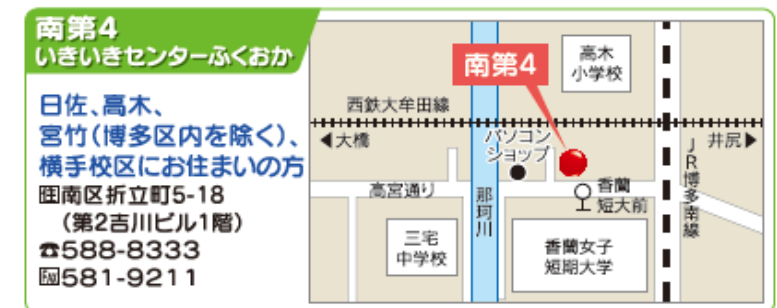 南第4
いきいきセンターふくおか
日佐、高木、
宮竹（博多区内を除く）、
横手校区にお住まいの方
住南区折立町5-18
（第2吉川ビル1階）
☎588-8333
FAX581-9211
南第4
高木
小学校
西鉄大牟田線
◀大橋
パソコン
ショップ
井尻▶
JR博多南線
高宮通り
那珂川
香蘭
短大前
三宅
中学校
香蘭女子
短期大学